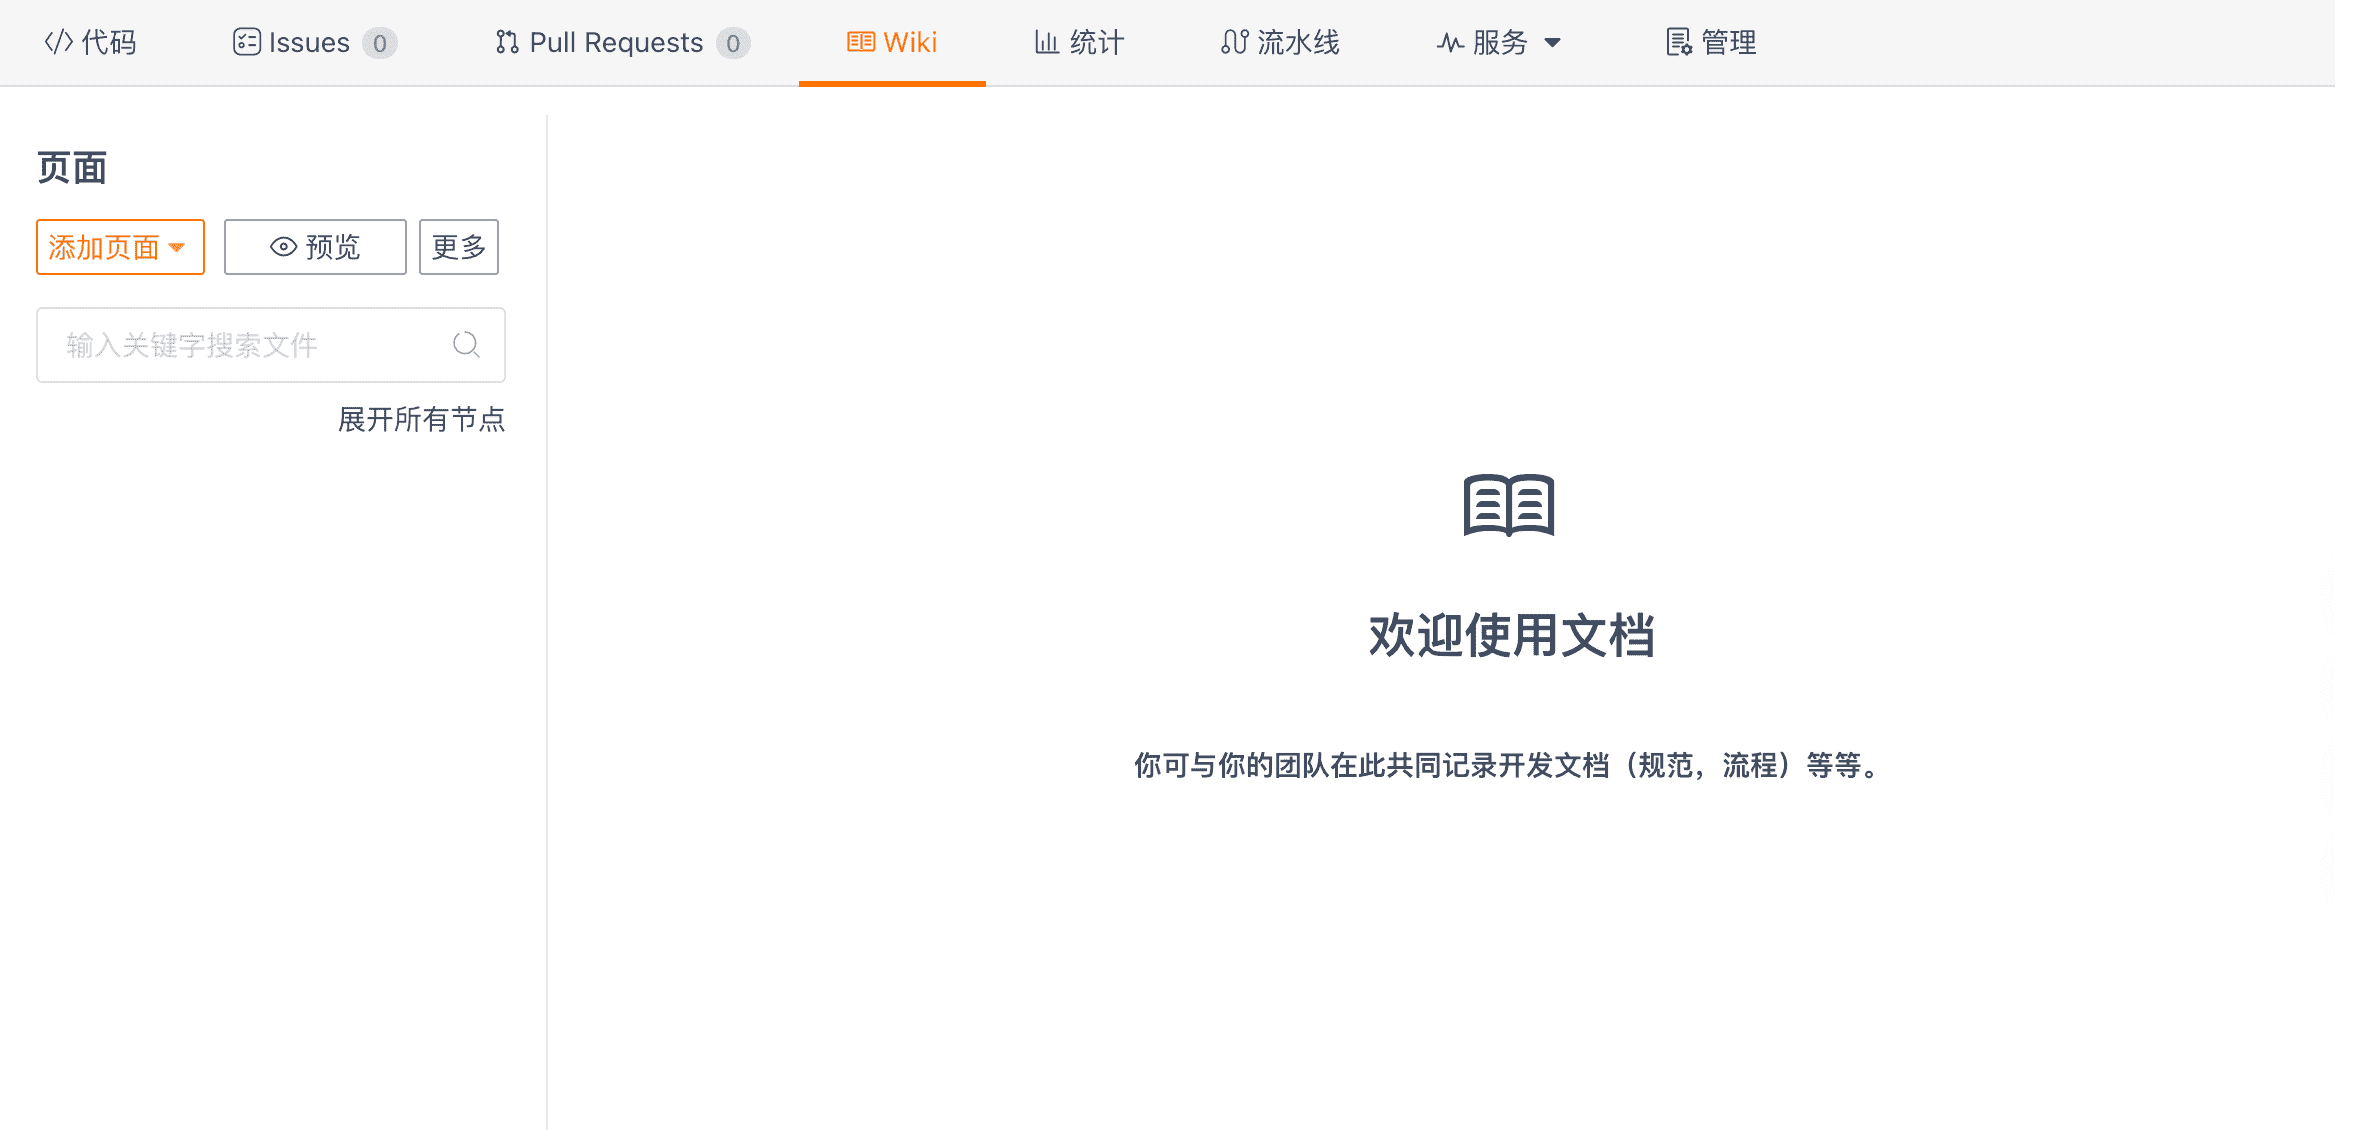 代码 Issues 0 Pull Requests 0 Wiki 统计 流水线 服务 管理
页面
添加页面 预览 更多
输入关键字搜索文件
展开所有节点
欢迎使用文档
你可与你的团队在此共同记录开发文档（规范，流程）等等。